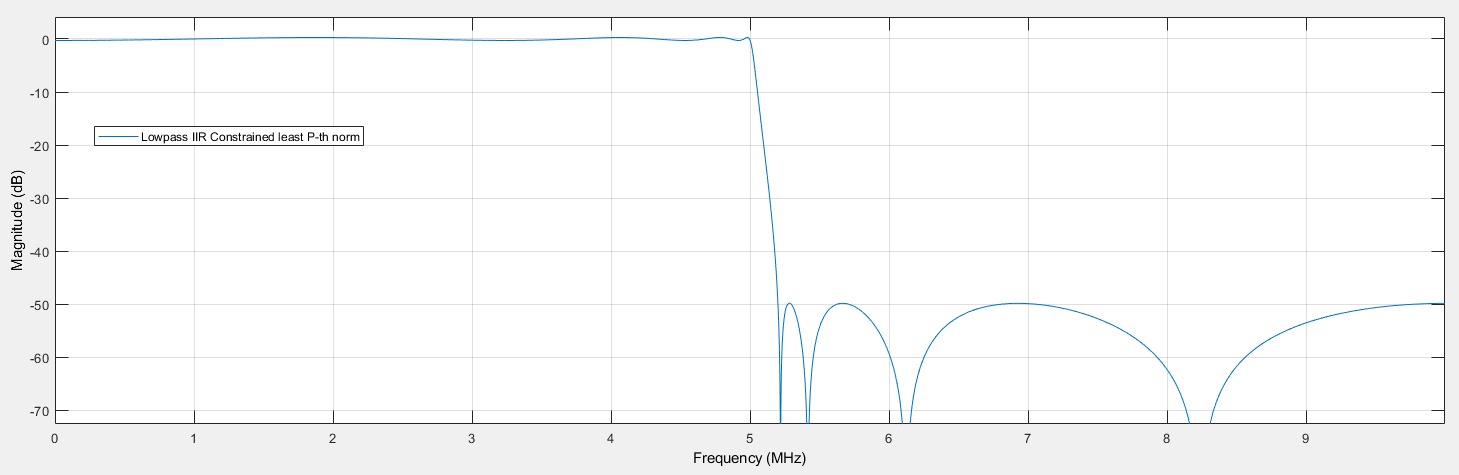 0
-10
-20
-30
-40
-50
-60
-70
Magnitude (dB)
Lowpass IIR Constrained least P-th norm
0 1 2 3 4 5 6 7 8 9
Frequency (MHz)